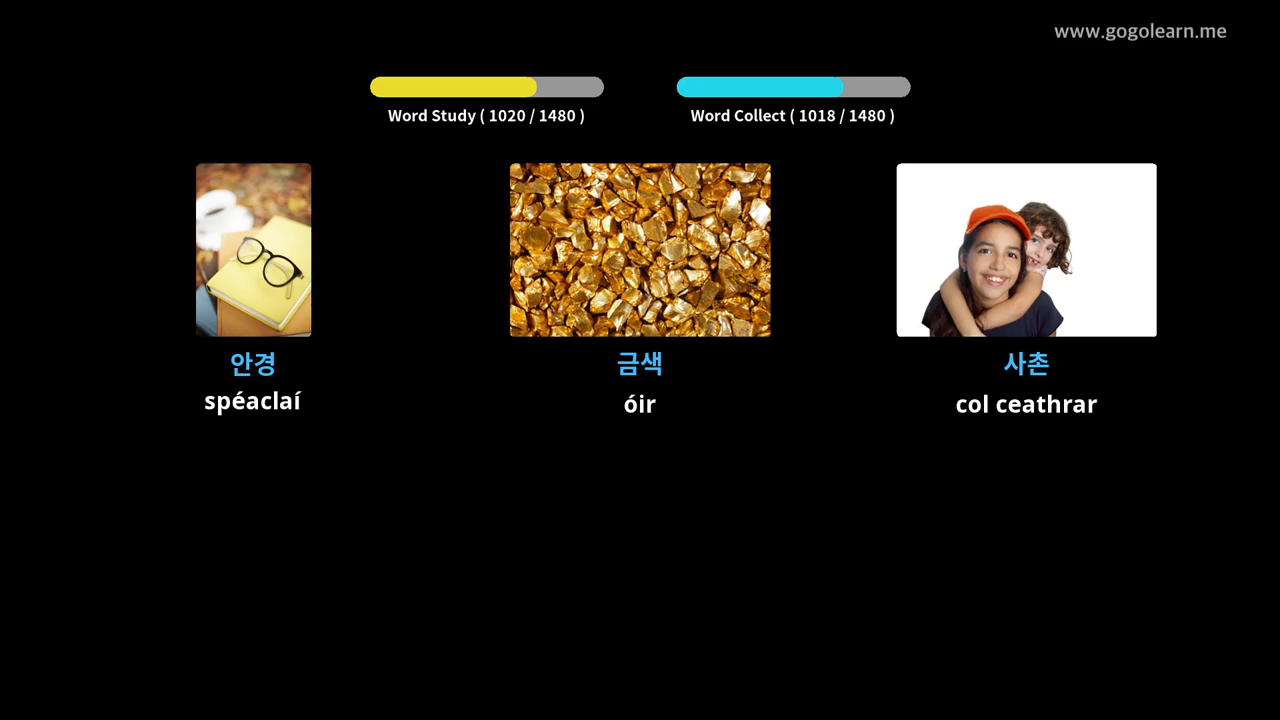 www.gogolearn.me
Word Study ( 1020 / 1480 )
Word Collect ( 1018 / 1480 )
안경
spéaclaí
금색
óir
사촌
col ceathrar